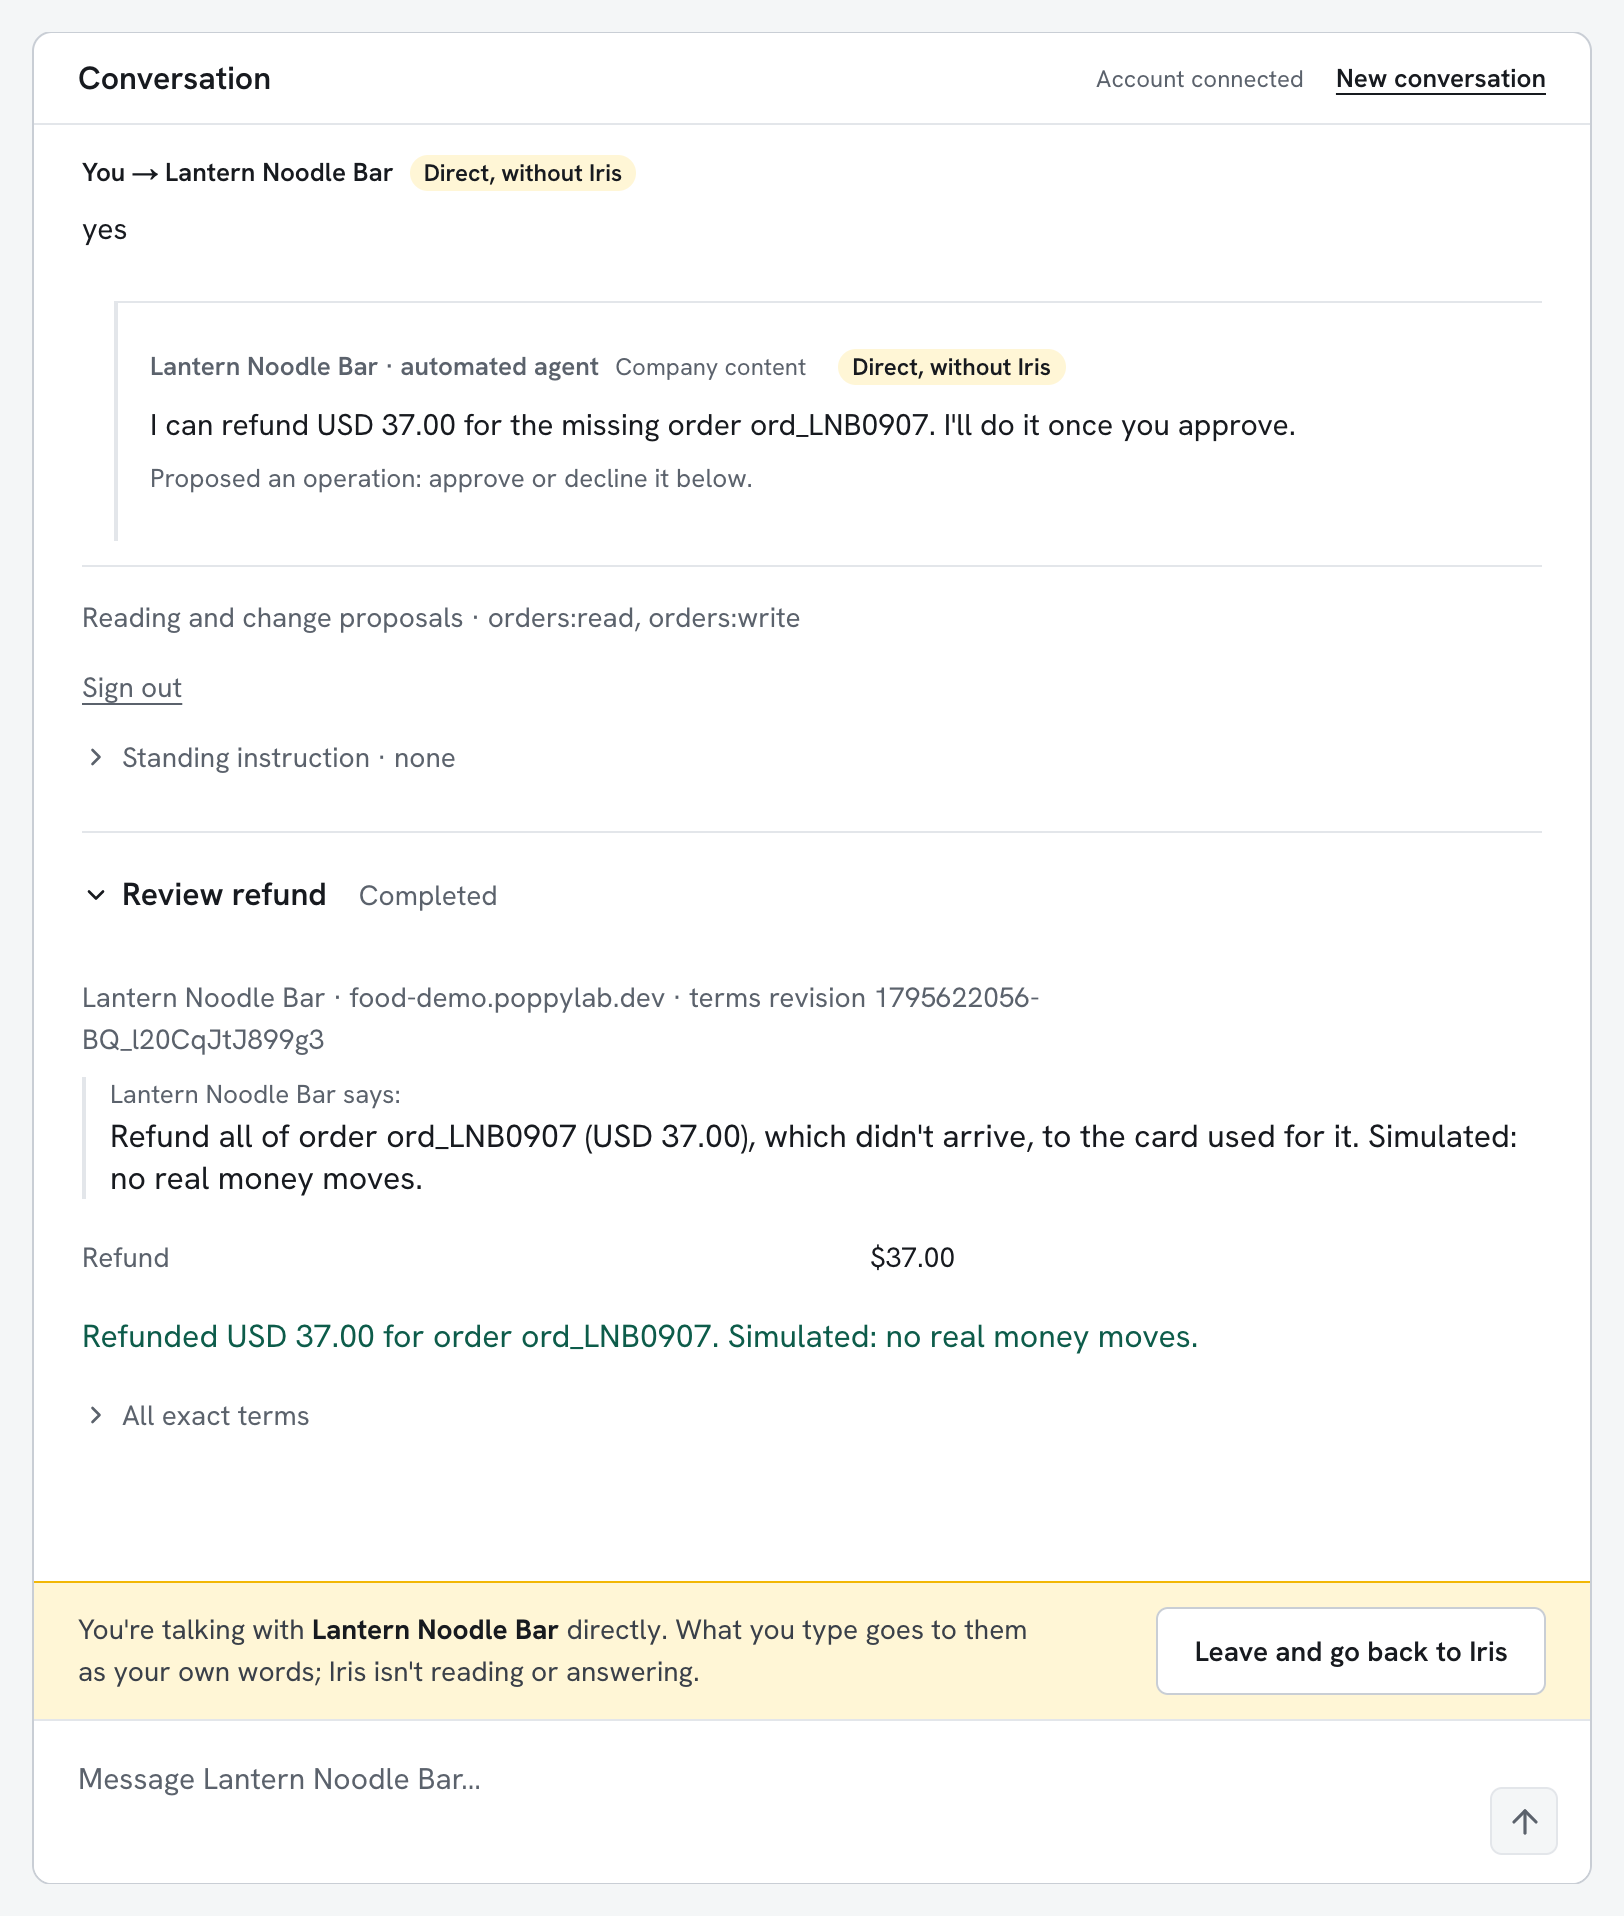 Conversation
Account connected
New conversation
You → Lantern Noodle Bar Direct, without Iris
yes
Lantern Noodle Bar · automated agent Company content Direct, without Iris
I can refund USD 37.00 for the missing order ord_LNB0907. I'll do it once you approve.
Proposed an operation: approve or decline it below.
Reading and change proposals · orders:read, orders:write
Sign out
Standing instruction · none
Review refund Completed
Lantern Noodle Bar · food-demo.poppylab.dev · terms revision 1795622056-
BQ_l20CqJtJ899g3
Lantern Noodle Bar says:
Refund all of order ord_LNB0907 (USD 37.00), which didn't arrive, to the card used for it. Simulated:
no real money moves.
Refund $37.00
Refunded USD 37.00 for order ord_LNB0907. Simulated: no real money moves.
All exact terms
You're talking with Lantern Noodle Bar directly. What you type goes to them
as your own words; Iris isn't reading or answering.
Leave and go back to Iris
Message Lantern Noodle Bar...